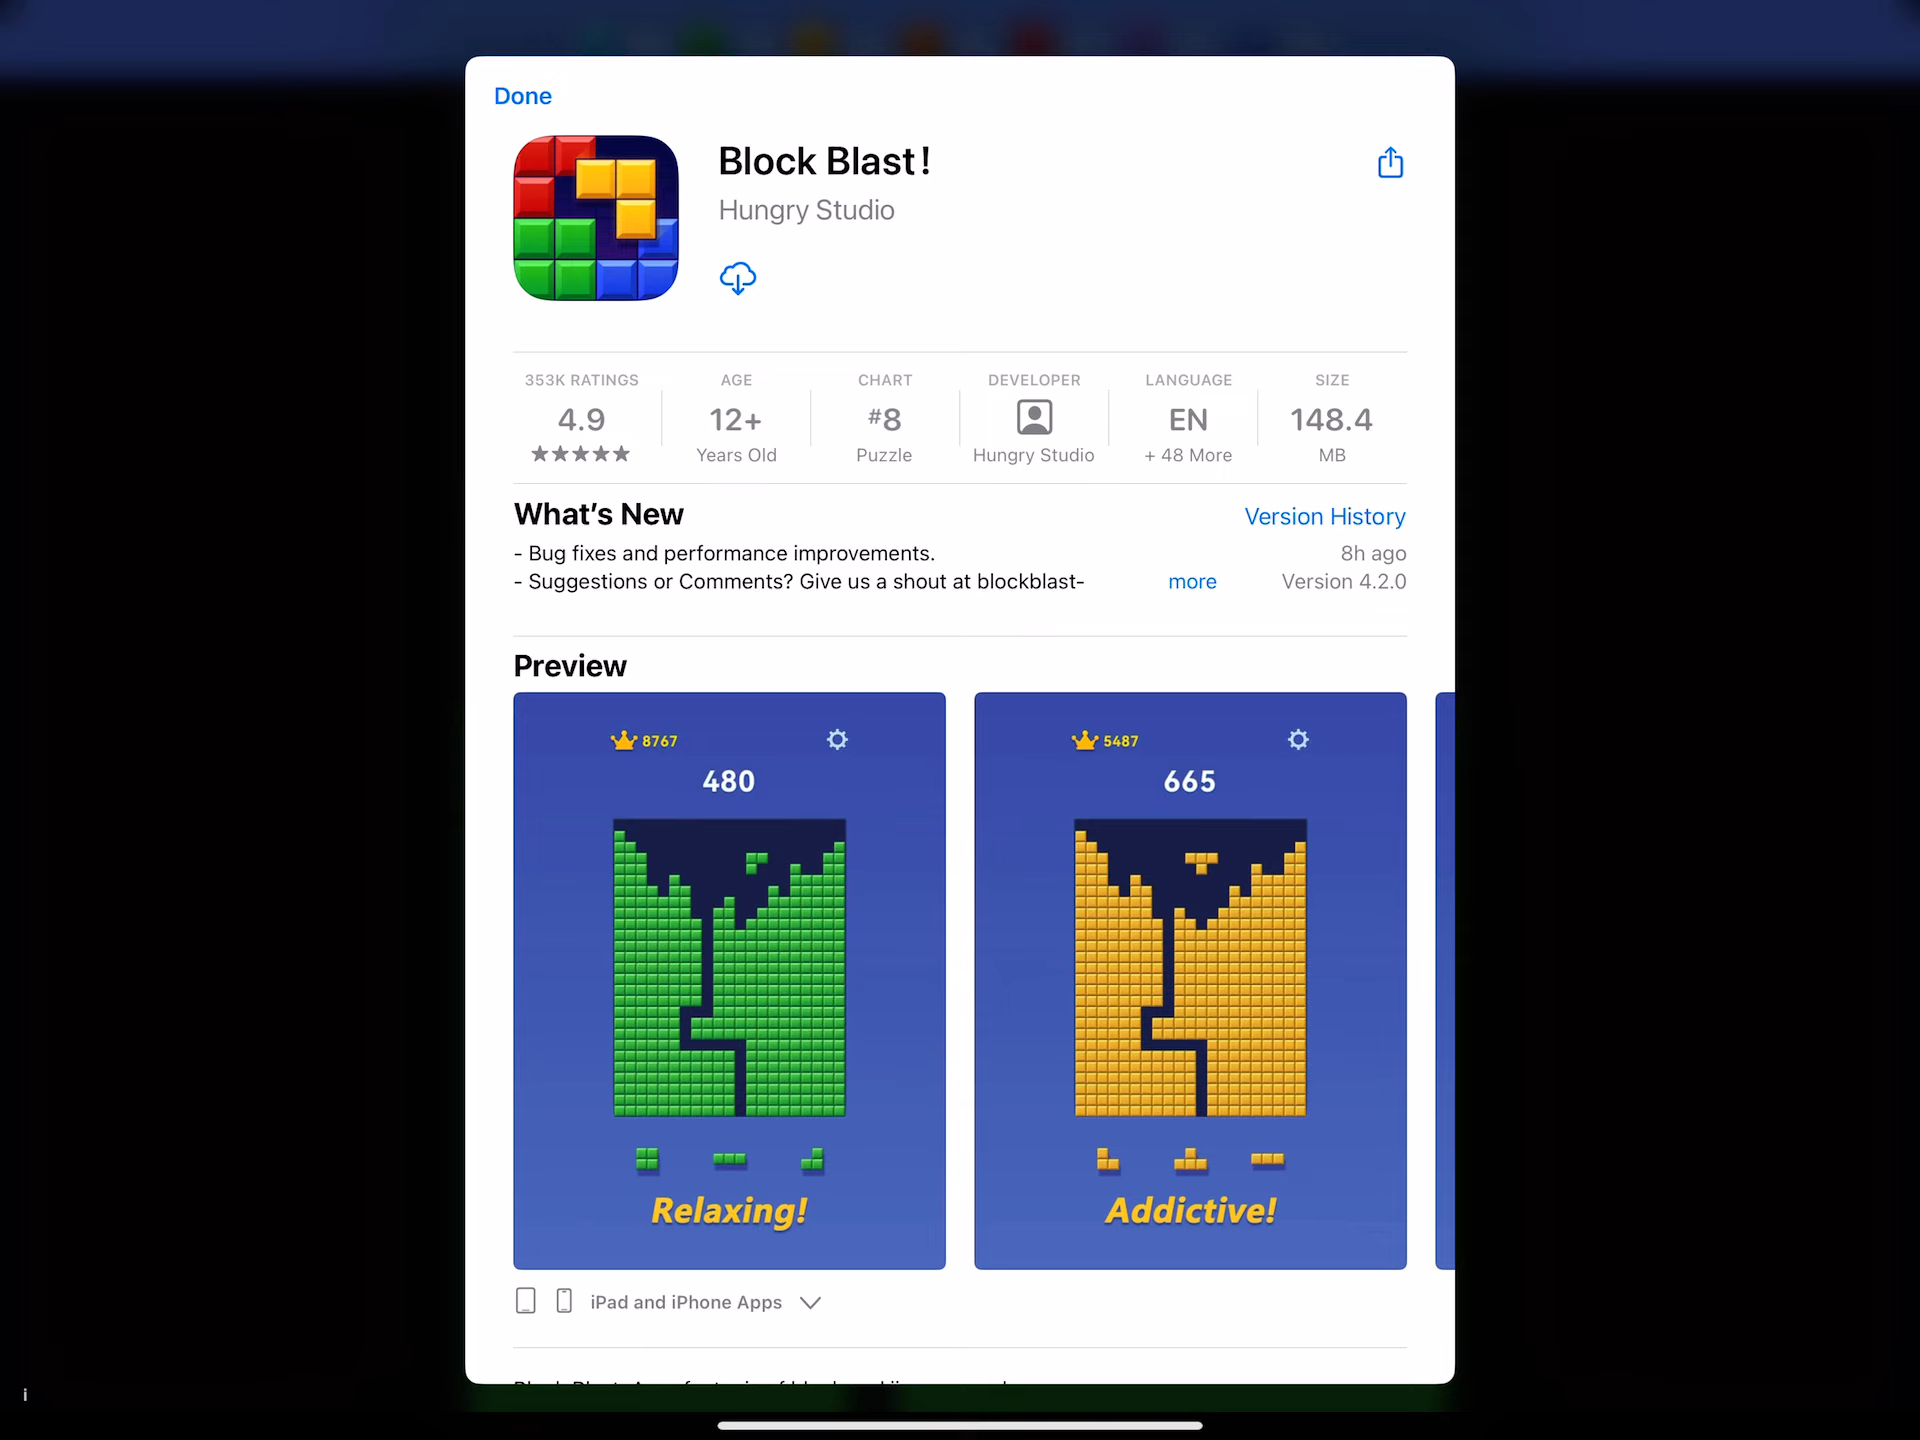 Done
Block Blast!
Hungry Studio
353K RATINGS
4.9
AGE
12+
Years Old
CHART
#8
Puzzle
DEVELOPER
Hungry Studio
LANGUAGE
EN
+ 48 More
SIZE
148.4
MB
What's New
Version History
- Bug fixes and performance improvements.
8h ago
- Suggestions or Comments? Give us a shout at blockblast-
more
Version 4.2.0
Preview
8767
480
Relaxing!
5487
665
Addictive!
iPad and iPhone Apps
i